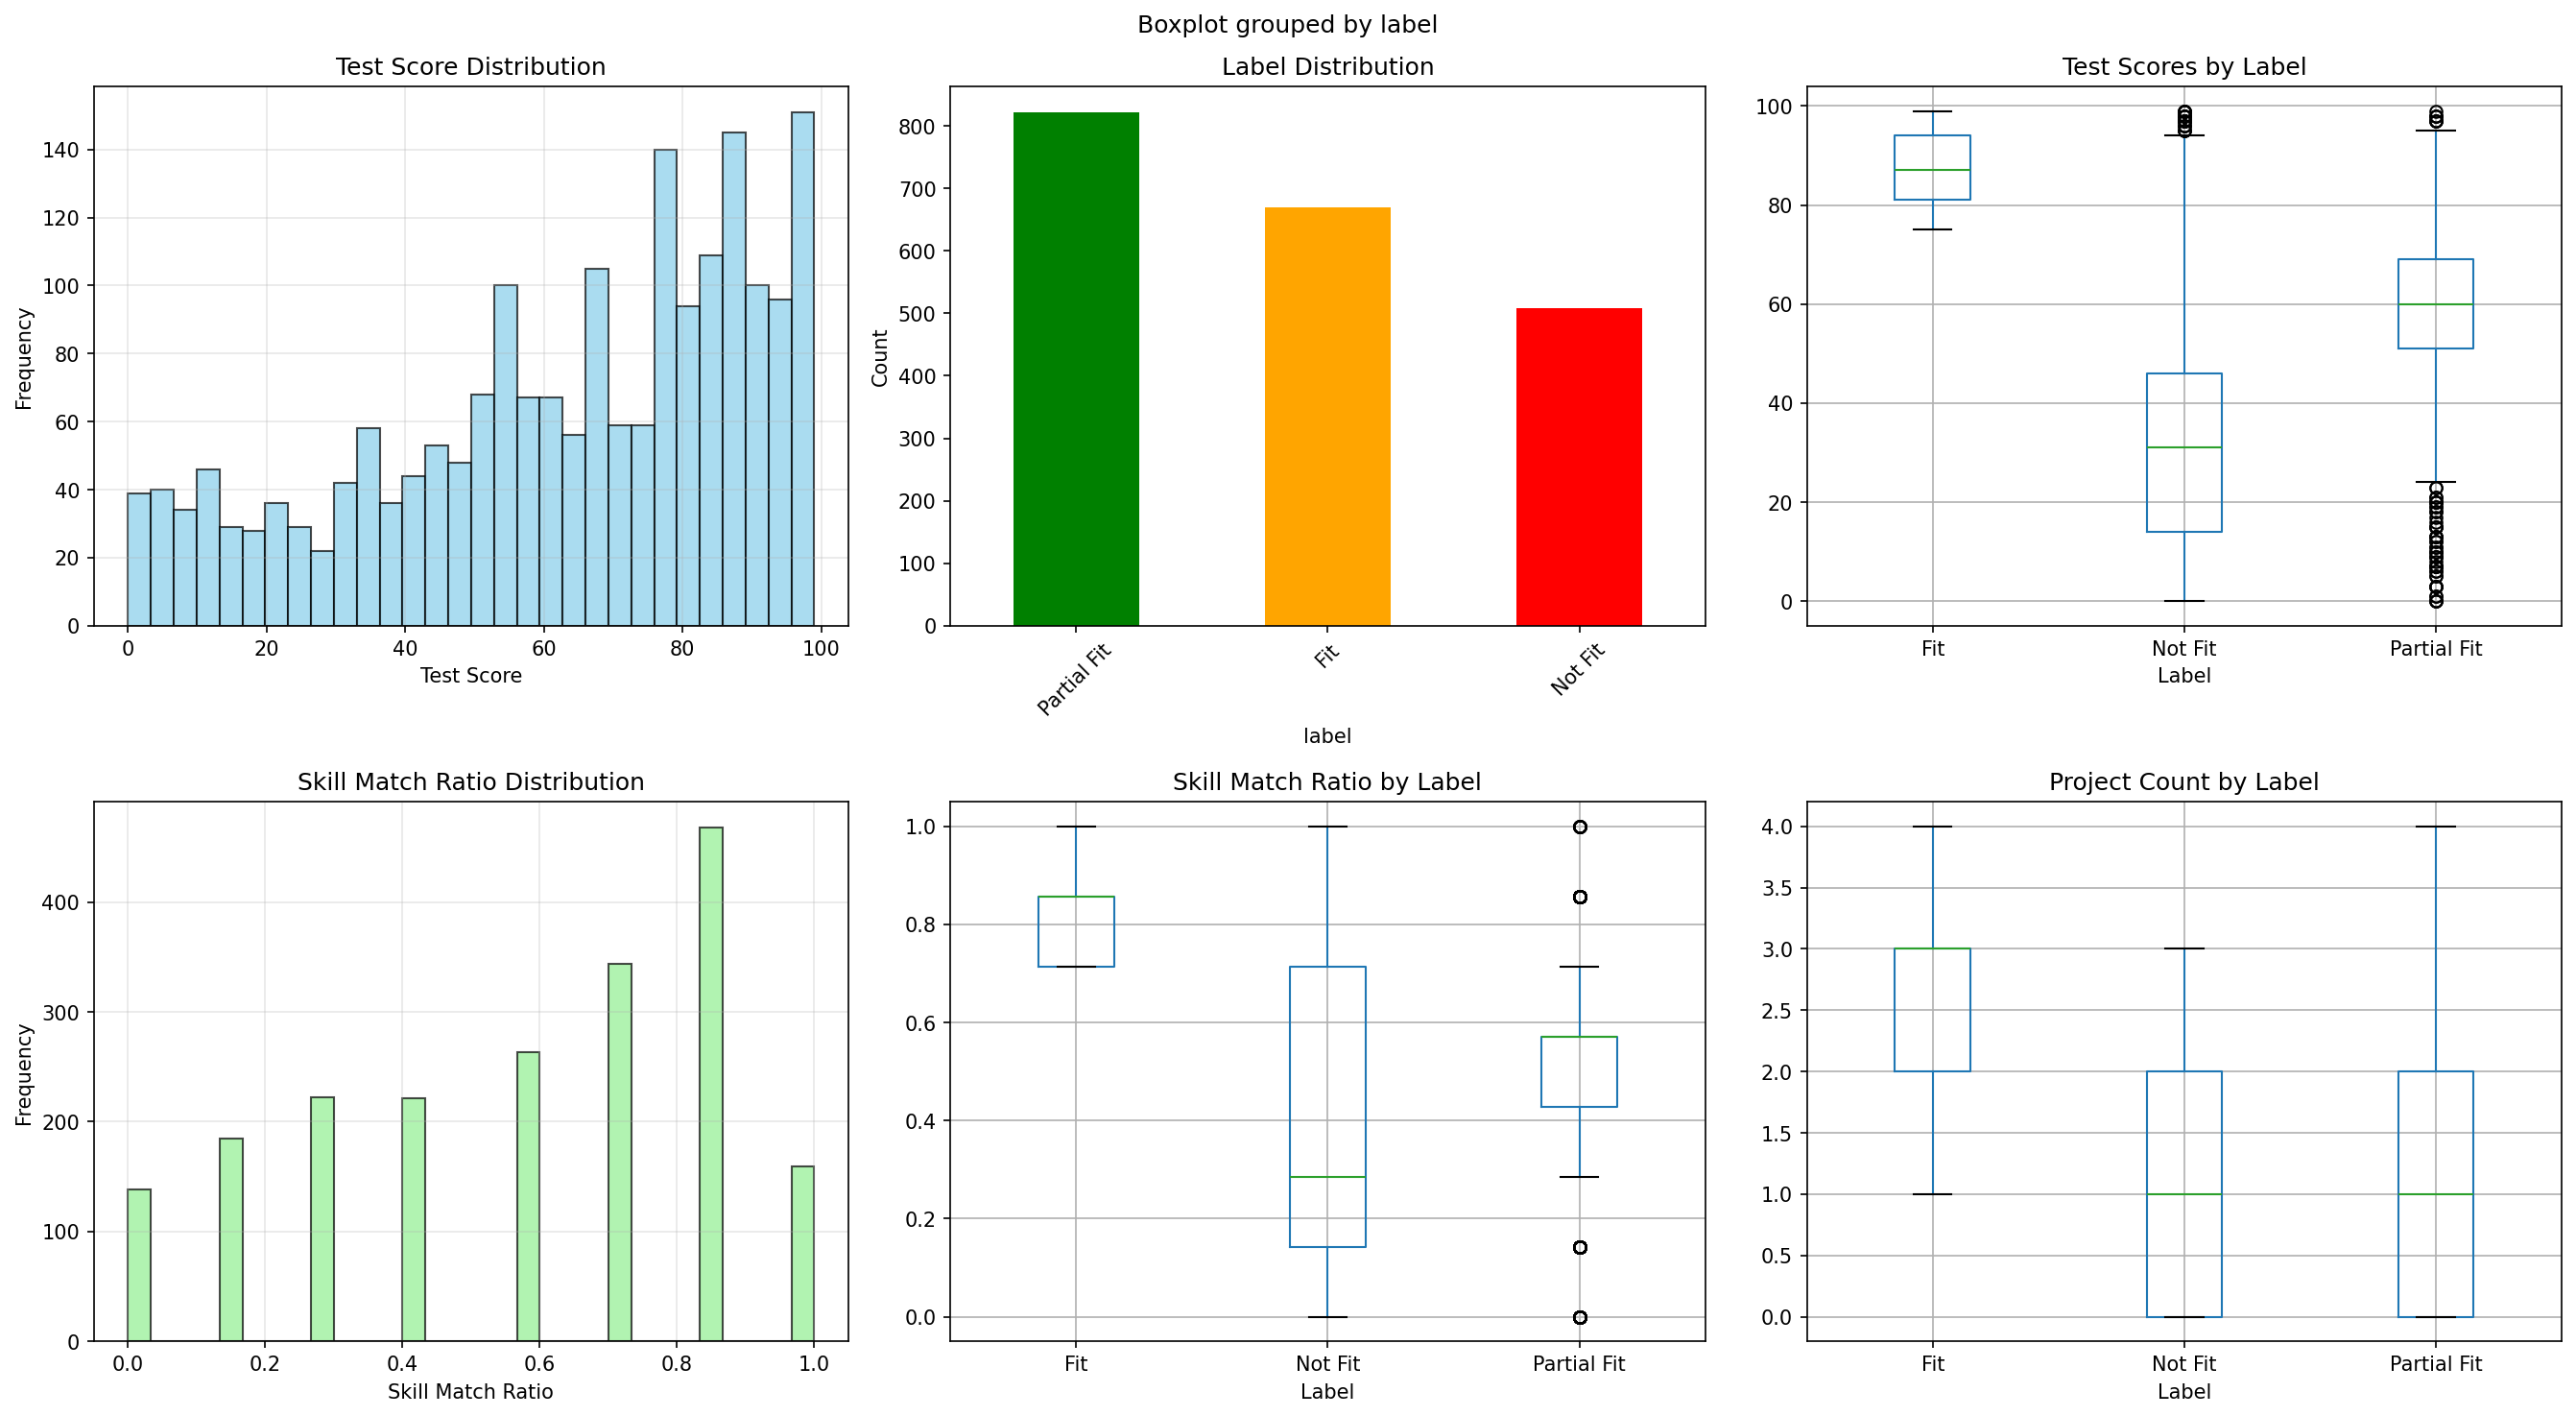 Boxplot grouped by label
Test Score Distribution
Frequency
140
120
100
80
60
40
20
0
0 20 40 60 80 100
Test Score
Label Distribution
Count
800
700
600
500
400
300
200
100
0
Partial Fit Fit Not Fit
label
Test Scores by Label
100
80
60
40
20
0
Fit Not Fit Partial Fit
Label
Skill Match Ratio Distribution
Frequency
400
300
200
100
0
0.0 0.2 0.4 0.6 0.8 1.0
Skill Match Ratio
Skill Match Ratio by Label
1.0
0.8
0.6
0.4
0.2
0.0
Fit Not Fit Partial Fit
Label
Project Count by Label
4.0
3.5
3.0
2.5
2.0
1.5
1.0
0.5
0.0
Fit Not Fit Partial Fit
Label